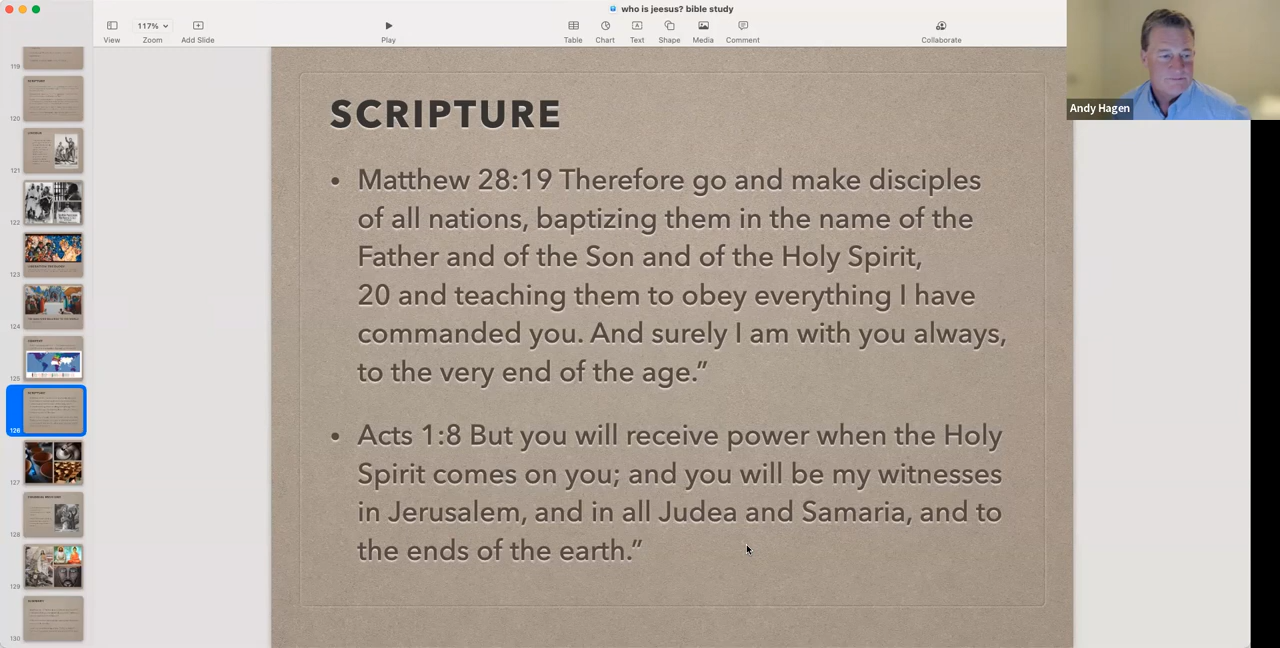 who is jeesus? bible study
117%
View
Zoom
Add Slide
Play
Table
Chart
Text
Shape
Media
Comment
Collaborate
Andy Hagen
119
120
121
122
123
124
125
126
127
128
129
130
SCRIPTURE
• Matthew 28:19 Therefore go and make disciples
of all nations, baptizing them in the name of the
Father and of the Son and of the Holy Spirit,
20 and teaching them to obey everything I have
commanded you. And surely I am with you always,
to the very end of the age.”
• Acts 1:8 But you will receive power when the Holy
Spirit comes on you; and you will be my witnesses
in Jerusalem, and in all Judea and Samaria, and to
the ends of the earth.”